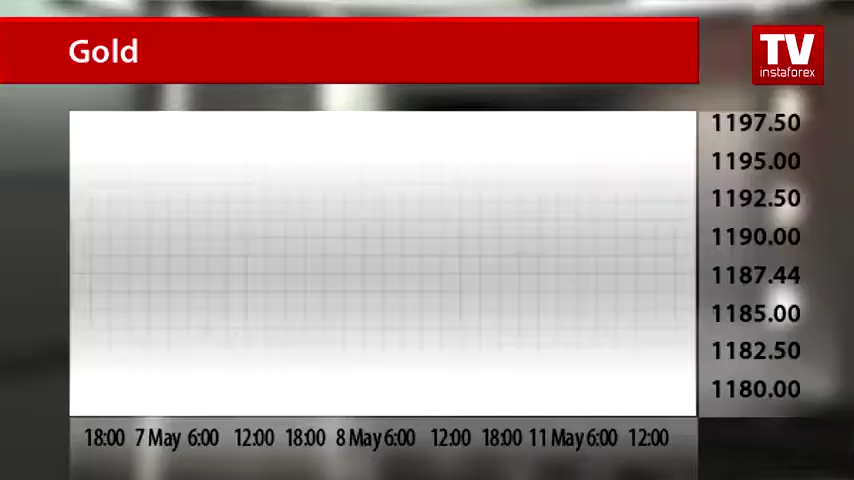 Gold
TV
instaforex
1197.50
1195.00
1192.50
1190.00
1187.44
1185.00
1182.50
1180.00
18:00 7 May 6:00 12:00 18:00 8 May 6:00 12:00 18:00 11 May 6:00 12:00